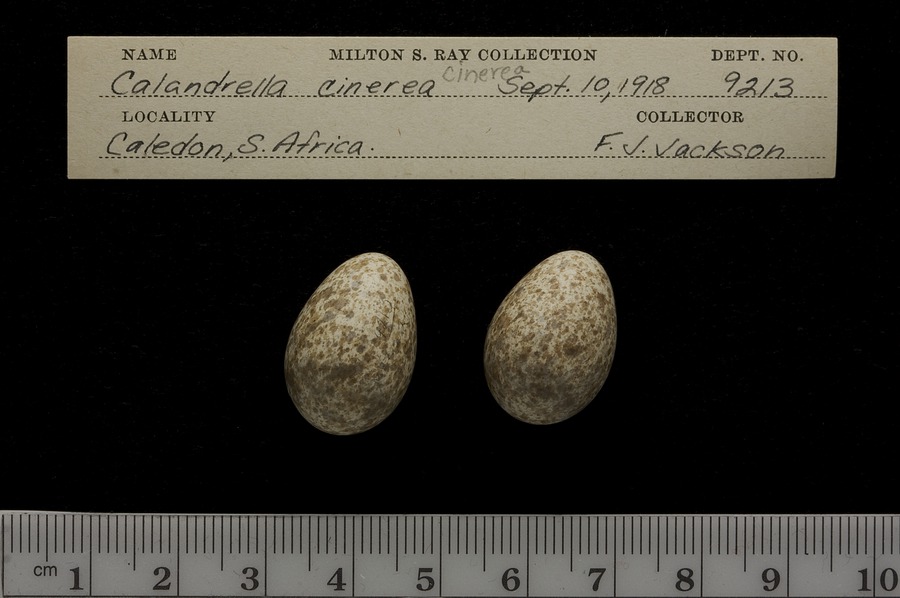 NAME MILTON S. RAY COLLECTION DEPT. NO.
Calandrella cinerea cinerea Sept. 10, 1918 9213
LOCALITY COLLECTOR
Caledon, S. Africa. F. J. Jackson
cm 1 2 3 4 5 6 7 8 9 10